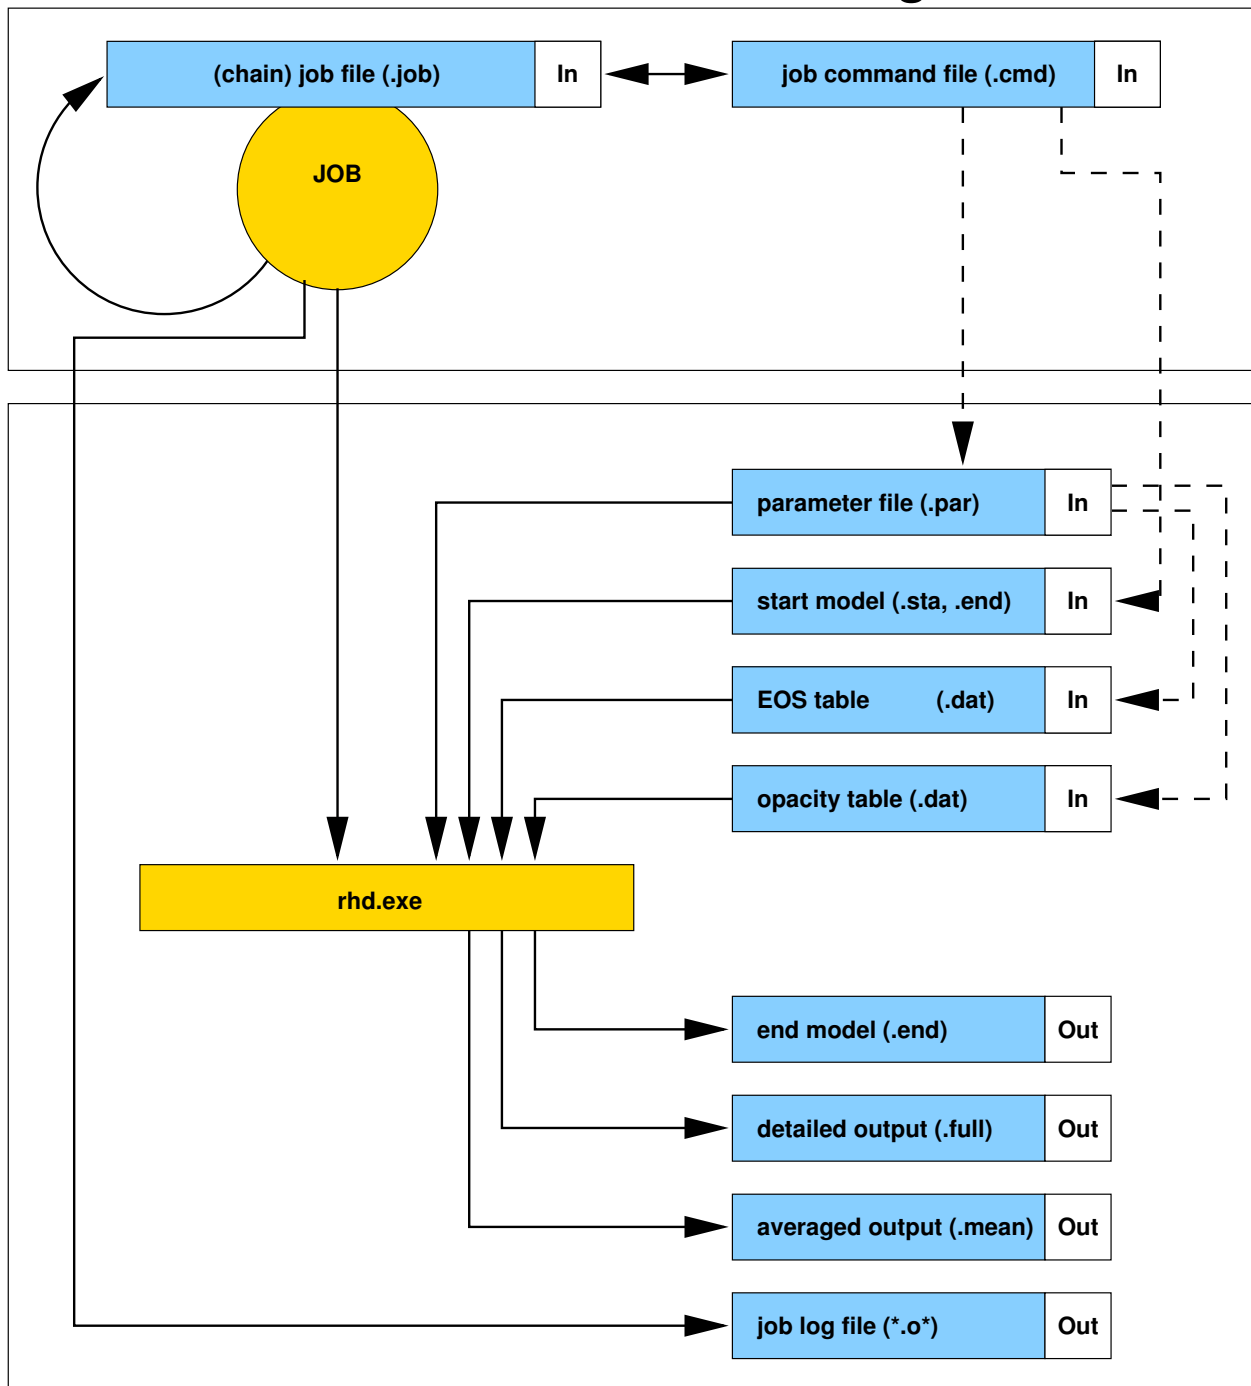 (chain) job file (.job) In
job command file (.cmd) In
JOB
parameter file (.par) In
start model (.sta, .end) In
EOS table (.dat) In
opacity table (.dat) In
rhd.exe
end model (.end) Out
detailed output (.full) Out
averaged output (.mean) Out
job log file (*.o*) Out